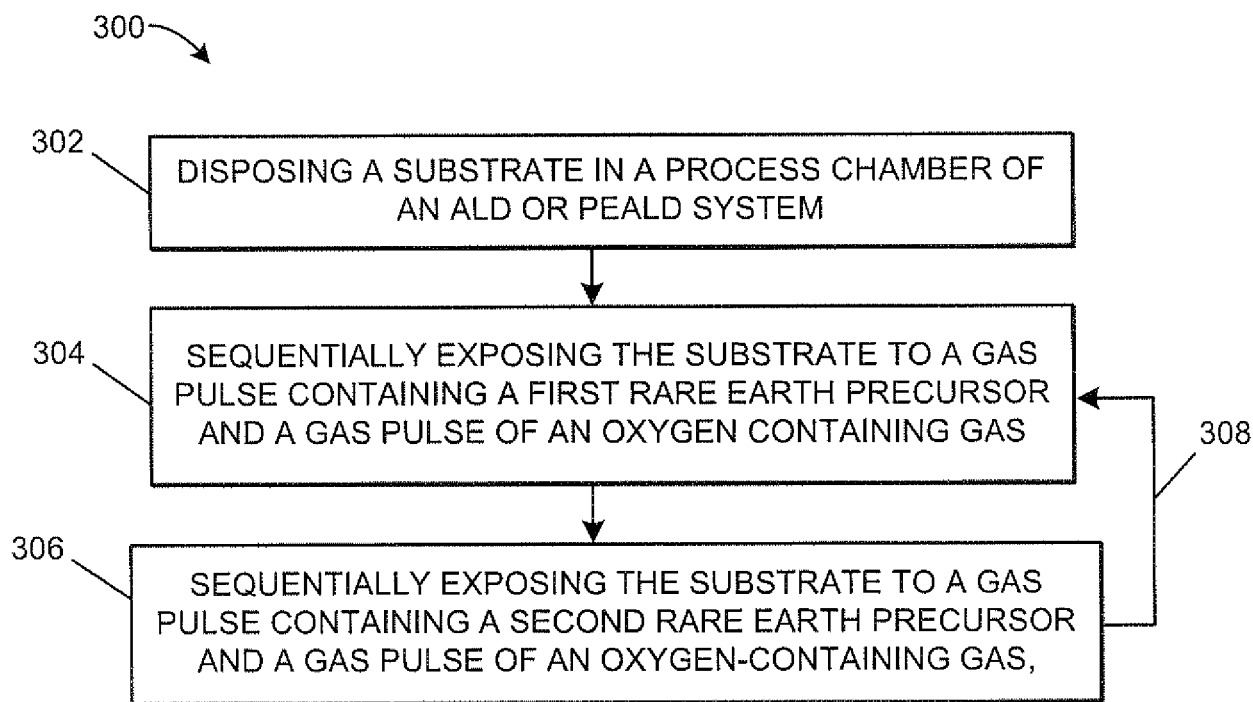 300
302
DISPOSING A SUBSTRATE IN A PROCESS CHAMBER OF
AN ALD OR PEALD SYSTEM
304
SEQUENTIALLY EXPOSING THE SUBSTRATE TO A GAS
PULSE CONTAINING A FIRST RARE EARTH PRECURSOR
AND A GAS PULSE OF AN OXYGEN CONTAINING GAS
308
306
SEQUENTIALLY EXPOSING THE SUBSTRATE TO A GAS
PULSE CONTAINING A SECOND RARE EARTH PRECURSOR
AND A GAS PULSE OF AN OXYGEN-CONTAINING GAS,